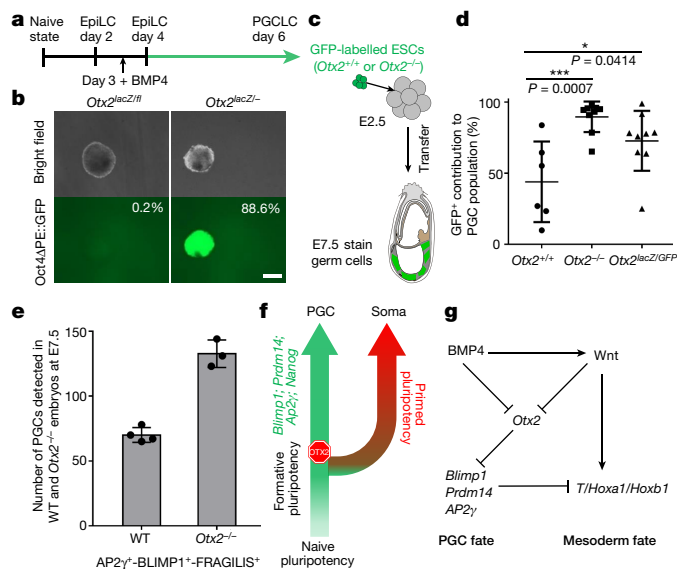 a
Naive
state
EpiLC
day 2
EpiLC
day 4
PGCLC
day 6
Day 3 + BMP4
b
Otx2lacZ/fl
Otx2lacZ/−
Bright field
Oct4ΔPE::GFP
0.2%
88.6%
c
GFP-labelled ESCs
(Otx2+/+ or Otx2−/−)
E2.5
Transfer
E7.5 stain
germ cells
d
*
P = 0.0414
***
P = 0.0007
GFP+ contribution to
PGC population (%)
100
50
0
Otx2+/+
Otx2−/−
Otx2lacZ/GFP
e
Number of PGCs detected in
WT and Otx2−/− embryos at E7.5
150
100
50
0
WT
Otx2−/−
AP2γ+-BLIMP1+-FRAGILIS+
f
PGC
Soma
Blimp1; Prdm14;
Ap2γ; Nanog
Primed
pluripotency
Formative
pluripotency
OTX2
Naive
pluripotency
g
BMP4
Wnt
Otx2
Blimp1
Prdm14
AP2γ
T/Hoxa1/Hoxb1
PGC fate
Mesoderm fate